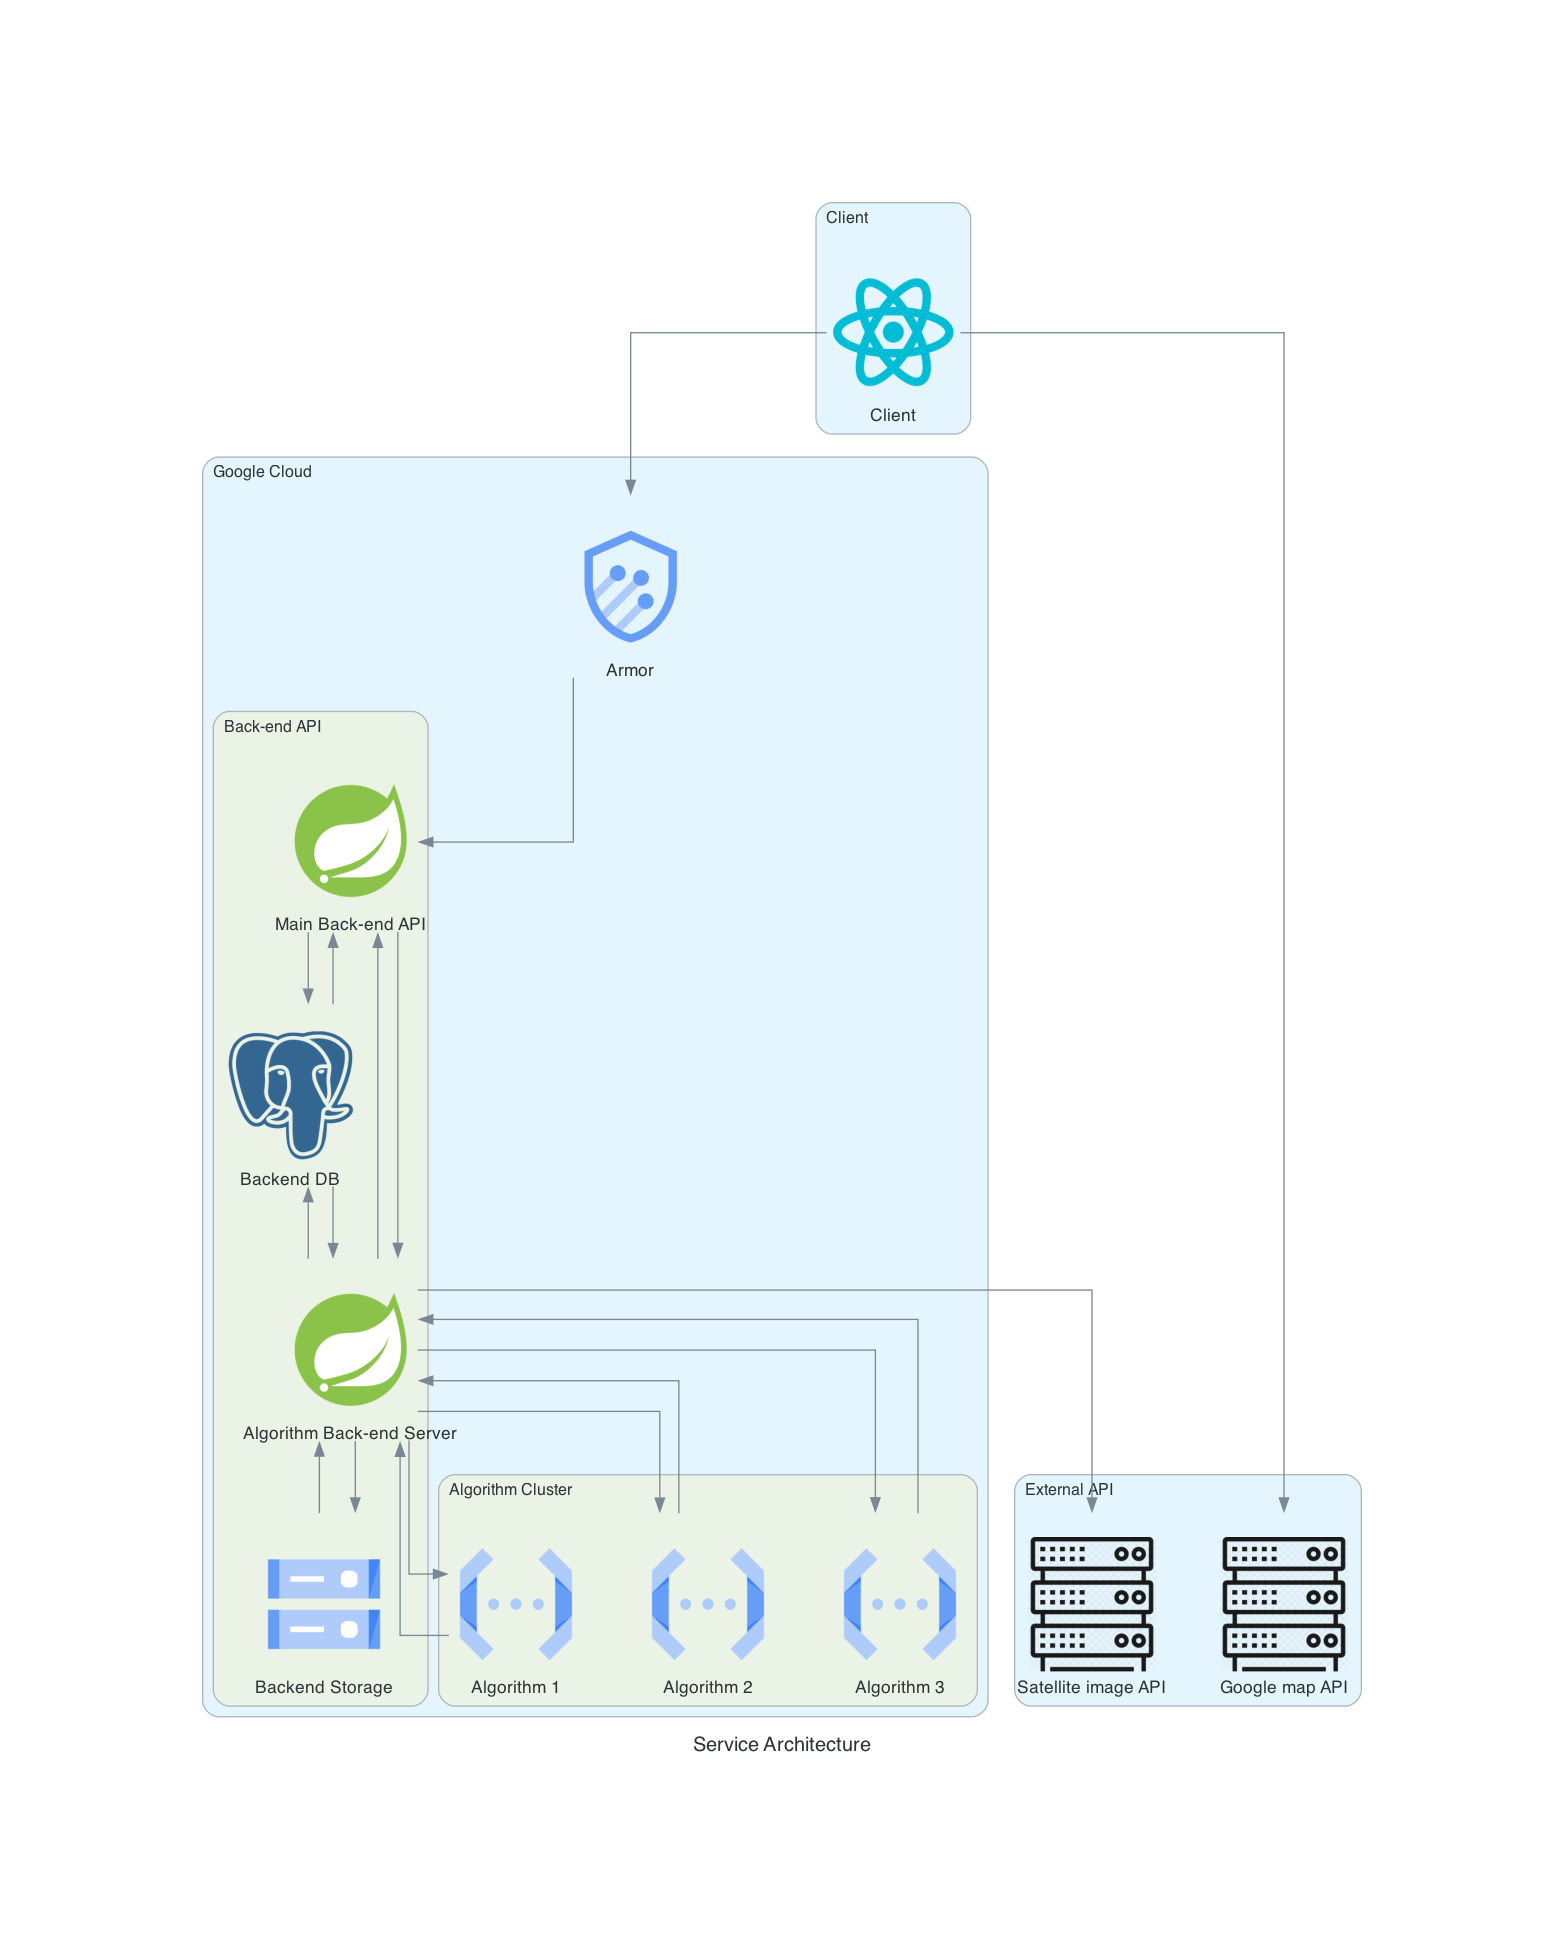 Client
Client
Google Cloud
Armor
Back-end API
Main Back-end API
Backend DB
Algorithm Back-end Server
Algorithm Cluster
External API
Backend Storage
Algorithm 1
Algorithm 2
Algorithm 3
Satellite image API
Google map API
Service Architecture